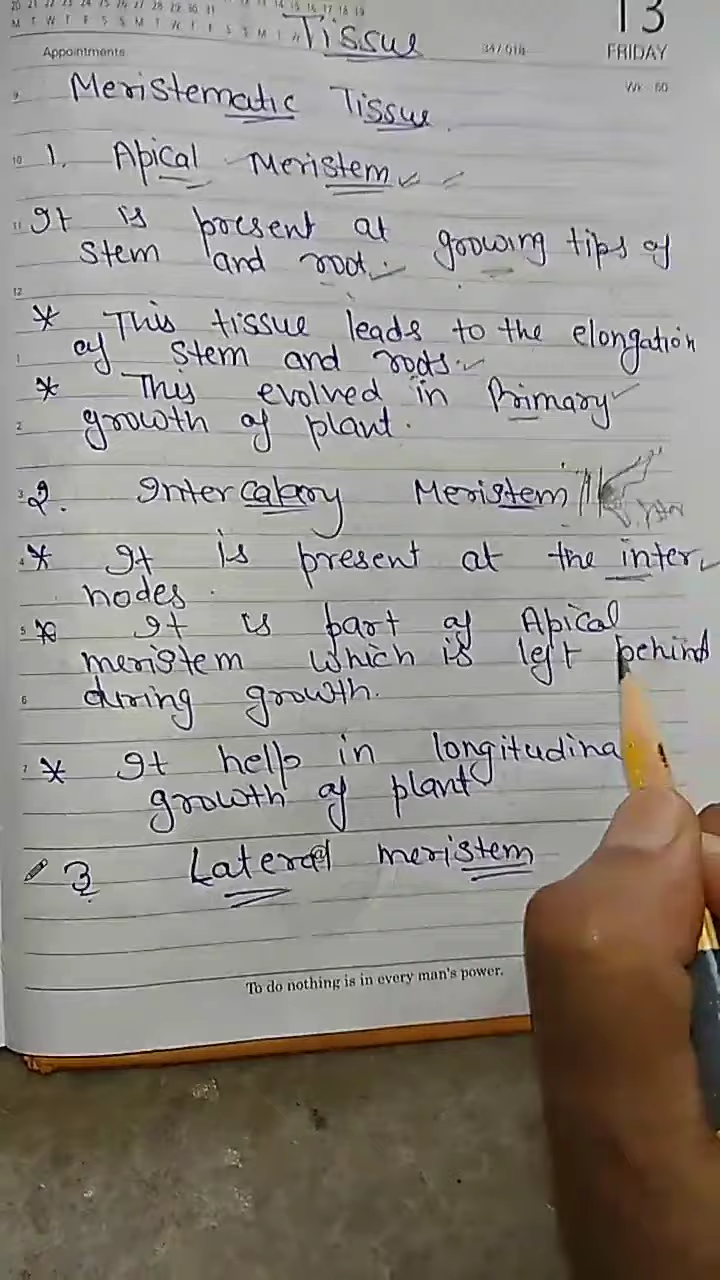 Tissue
13
Appointments
FRIDAY
Meristematic Tissue
1. Apical Meristem
It is present at growing tips of
stem and root.
* This tissue leads to the elongation
of stem and roots.
* This evolved in Primary
growth of plant.
2. Intercalary Meristem
* It is present at the inter
nodes.
* It is part of Apical
meristem which is left behind
during growth.
* It help in longitudina
growth of plant
3 Lateral meristem
To do nothing is in every man's power.